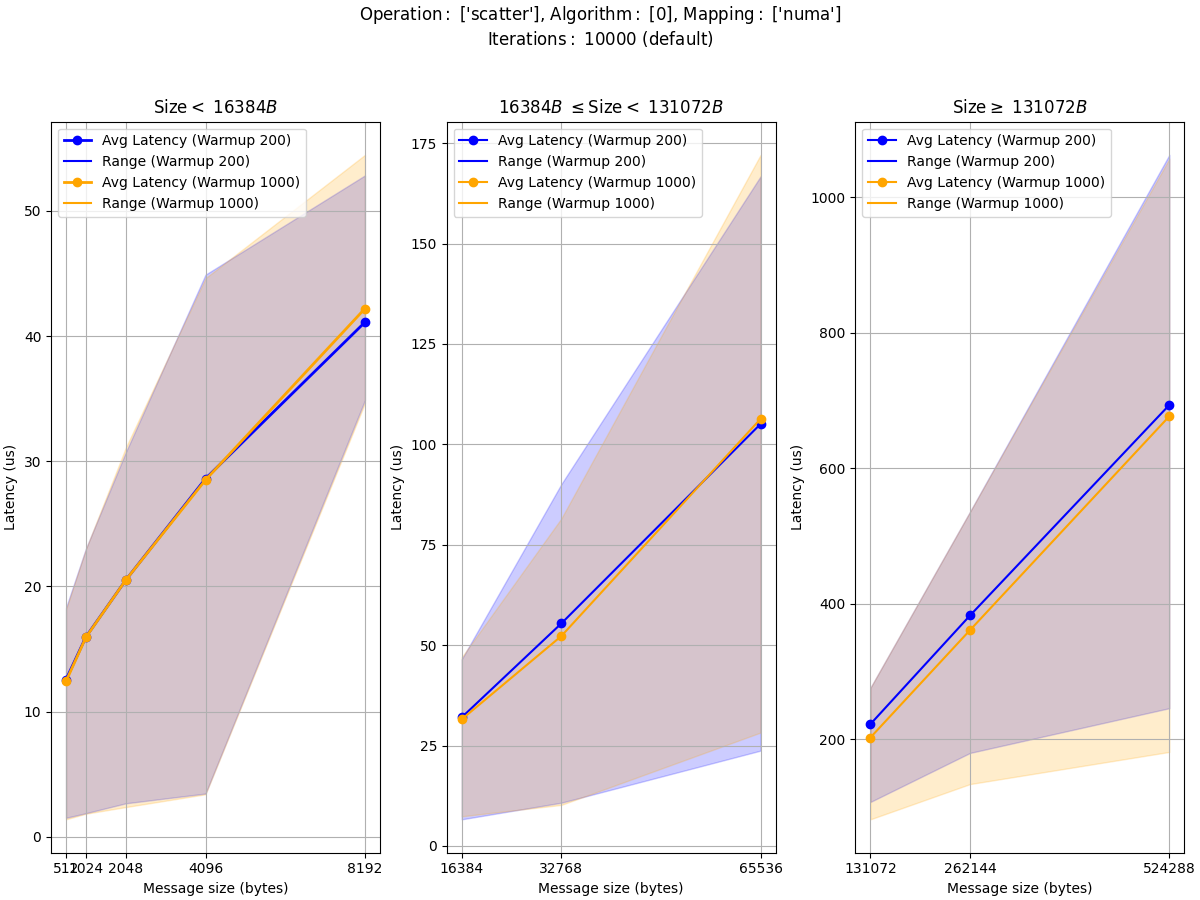 Operation : ['scatter'], Algorithm : [0], Mapping : ['numa']
Iterations : 10000 (default)
Size < 16384B
Avg Latency (Warmup 200)
Range (Warmup 200)
Avg Latency (Warmup 1000)
Range (Warmup 1000)
50
40
30
20
10
0
Latency (us)
512
1024
2048
4096
8192
Message size (bytes)
16384B ≤ Size < 131072B
Avg Latency (Warmup 200)
Range (Warmup 200)
Avg Latency (Warmup 1000)
Range (Warmup 1000)
175
150
125
100
75
50
25
0
Latency (us)
16384
32768
65536
Message size (bytes)
Size ≥ 131072B
Avg Latency (Warmup 200)
Range (Warmup 200)
Avg Latency (Warmup 1000)
Range (Warmup 1000)
1000
800
600
400
200
Latency (us)
131072
262144
524288
Message size (bytes)